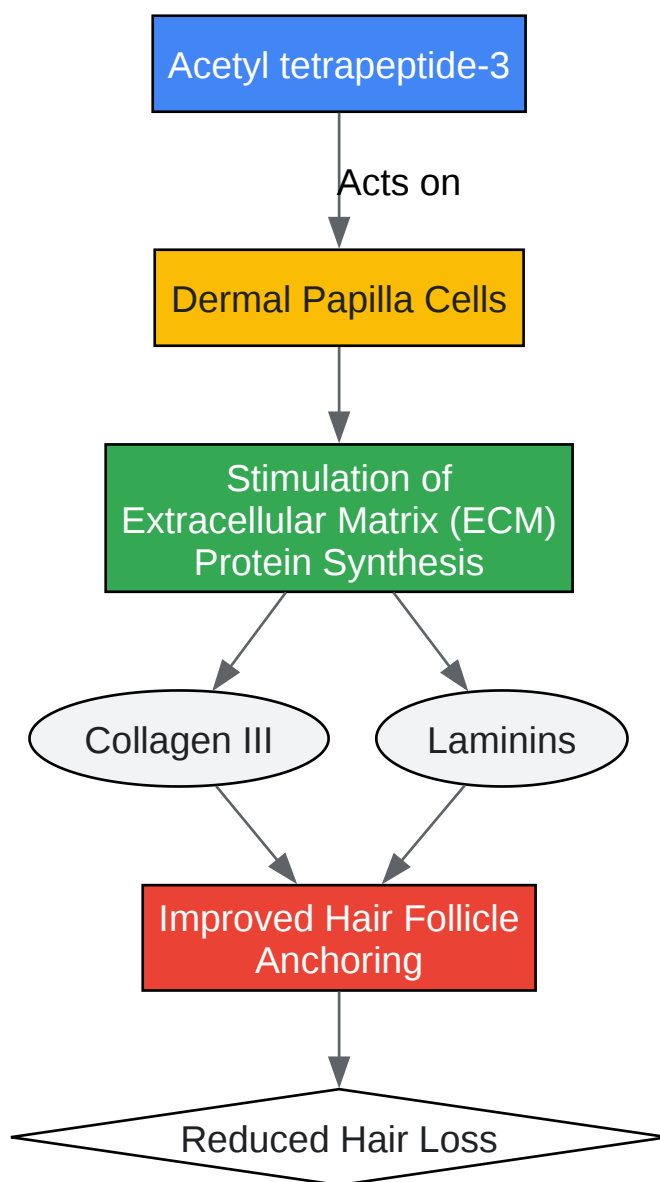 Acetyl tetrapeptide-3
Acts on
Dermal Papilla Cells
Stimulation of
Extracellular Matrix (ECM)
Protein Synthesis
Collagen III
Laminins
Improved Hair Follicle
Anchoring
Reduced Hair Loss